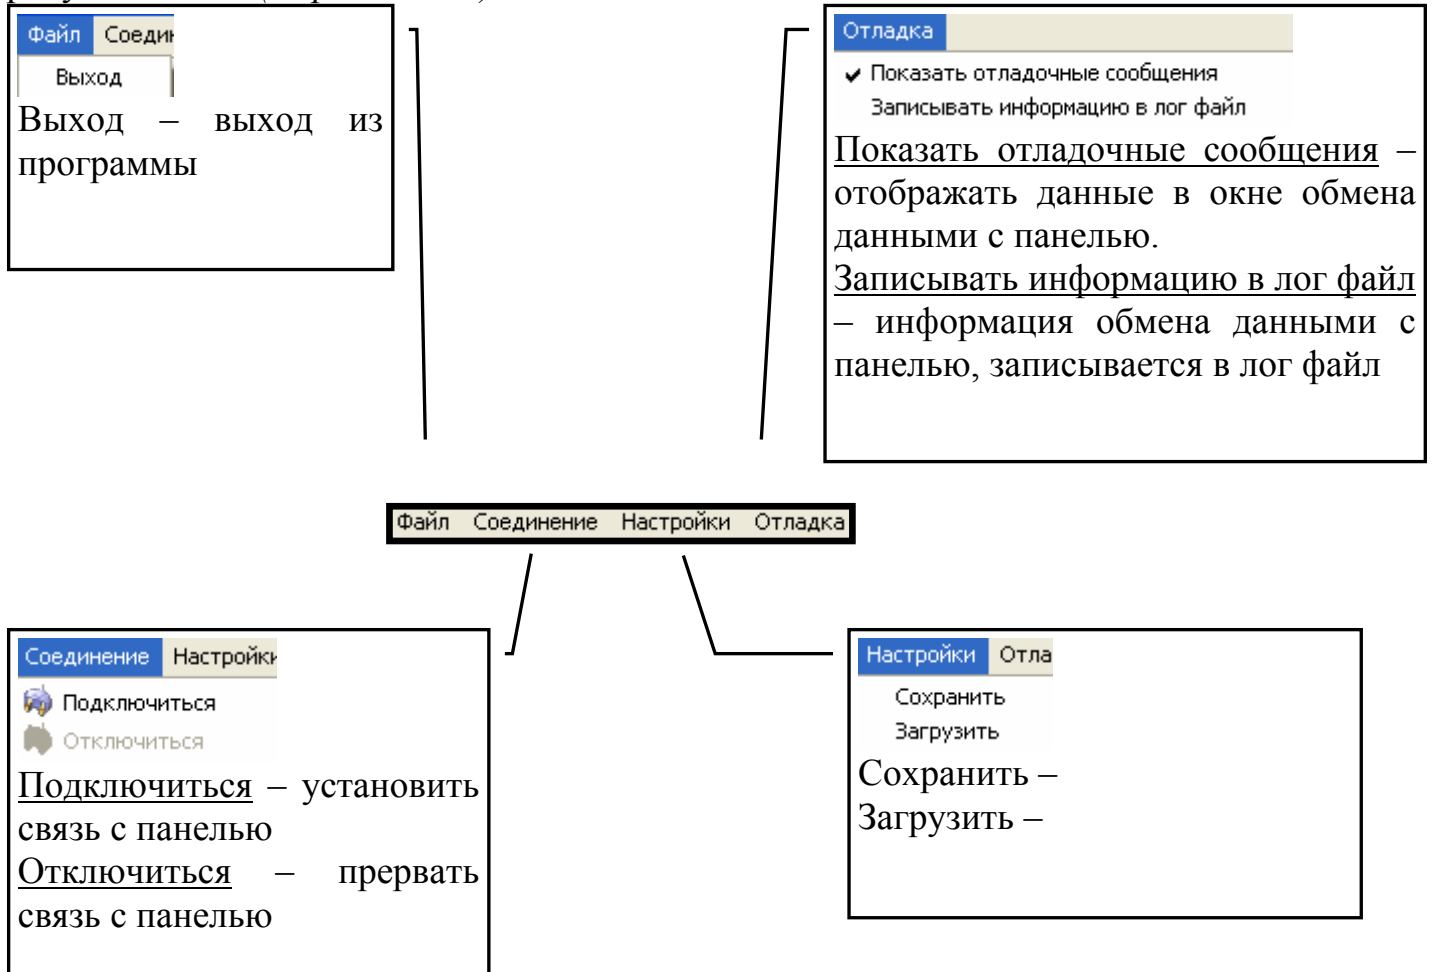 Файл Соедин
Выход
Выход – выход из
программы
Отладка
Показать отладочные сообщения
Записывать информацию в лог файл
Показать отладочные сообщения –
отображать данные в окне обмена
данными с панелью.
Записывать информацию в лог файл
– информация обмена данными с
панелью, записывается в лог файл
Файл Соединение Настройки Отладка
Соединение Настройки
Подключиться
Отключиться
Подключиться – установить
связь с панелью
Отключиться – прервать
связь с панелью
Настройки Отла
Сохранить
Загрузить
Сохранить –
Загрузить –